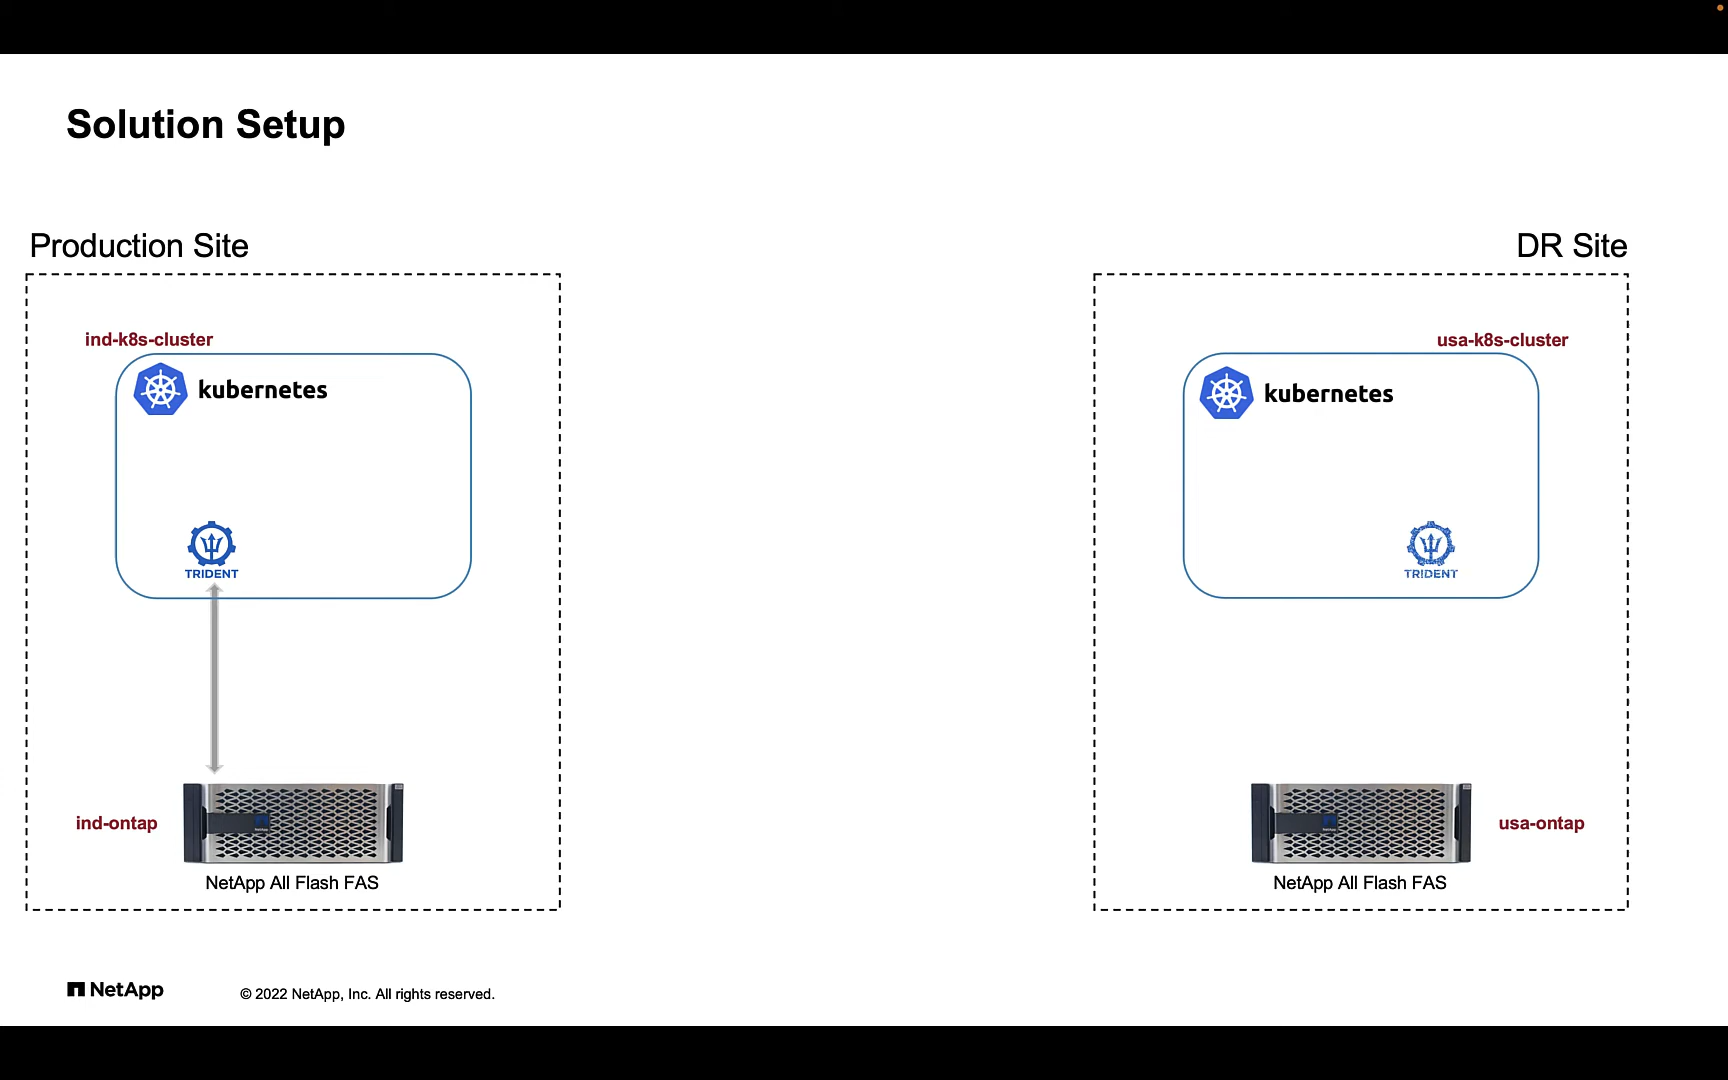 Solution Setup
Production Site
DR Site
ind-k8s-cluster
kubernetes
TRIDENT
ind-ontap
NetApp All Flash FAS
usa-k8s-cluster
kubernetes
TRIDENT
usa-ontap
NetApp All Flash FAS
NetApp
© 2022 NetApp, Inc. All rights reserved.